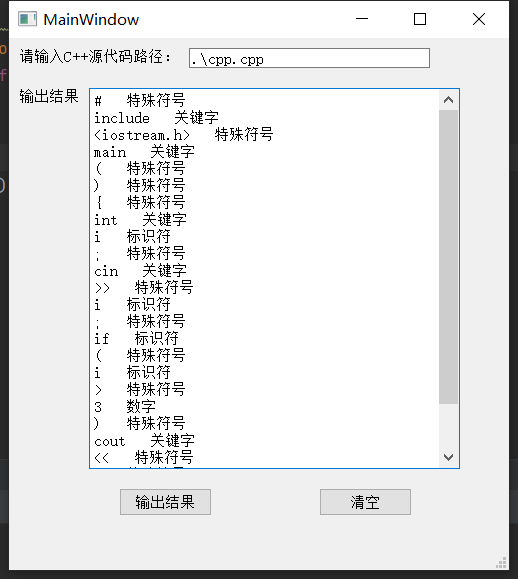 MainWindow
请输入C++源代码路径： .\cpp.cpp
输出结果
# 特殊符号
include 关键字
<iostream.h> 特殊符号
main 关键字
( 特殊符号
) 特殊符号
{ 特殊符号
int 关键字
i 标识符
; 特殊符号
cin 关键字
>> 特殊符号
i 标识符
; 特殊符号
if 标识符
( 特殊符号
i 标识符
> 特殊符号
3 数字
) 特殊符号
cout 关键字
<< 特殊符号
输出结果 清空